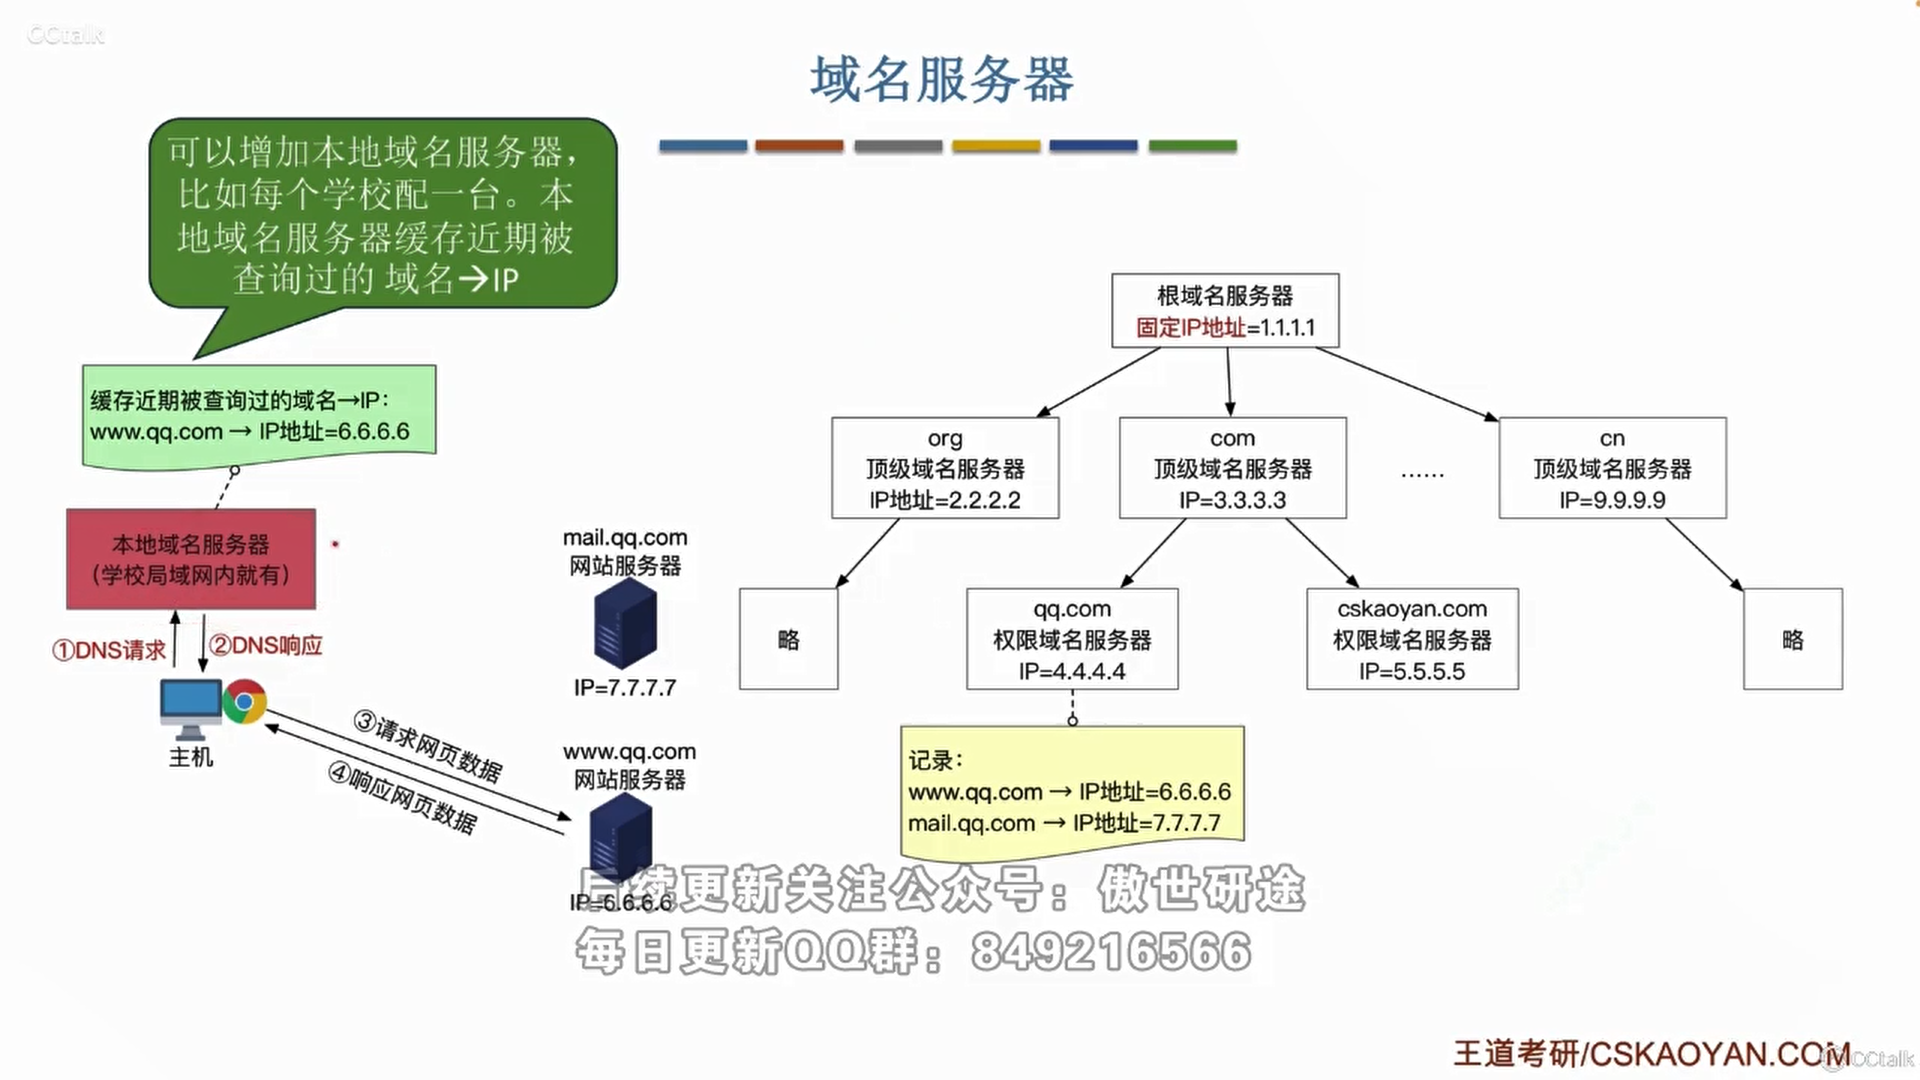 CCtalk
域名服务器
可以增加本地域名服务器，
比如每个学校配一台。本
地域名服务器缓存近期被
查询过的 域名→IP
缓存近期被查询过的域名→IP：
www.qq.com → IP地址=6.6.6.6
本地域名服务器
（学校局域网内就有）
①DNS请求
②DNS响应
主机
③请求网页数据
④响应网页数据
mail.qq.com
网站服务器
IP=7.7.7.7
www.qq.com
网站服务器
IP=6.6.6.6
根域名服务器
固定IP地址=1.1.1.1
org
顶级域名服务器
IP地址=2.2.2.2
com
顶级域名服务器
IP=3.3.3.3
……
cn
顶级域名服务器
IP=9.9.9.9
略
qq.com
权限域名服务器
IP=4.4.4.4
cskaoyan.com
权限域名服务器
IP=5.5.5.5
略
记录：
www.qq.com → IP地址=6.6.6.6
mail.qq.com → IP地址=7.7.7.7
后续更新关注公众号：傲世研途
每日更新QQ群：849216566
王道考研/CSKAOYAN.COM
CCtalk